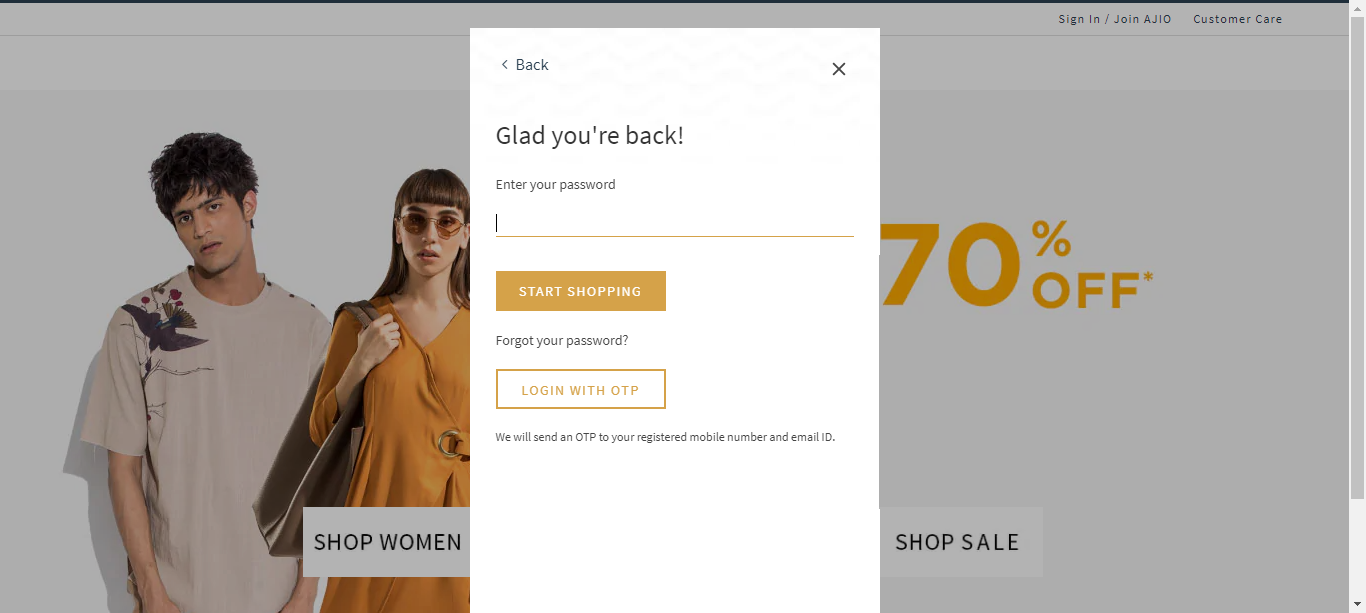 Sign In / Join AJIO Customer Care
Back
Glad you're back!
Enter your password
70% OFF*
START SHOPPING
Forgot your password?
LOGIN WITH OTP
We will send an OTP to your registered mobile number and email ID.
SHOP WOMEN
SHOP SALE